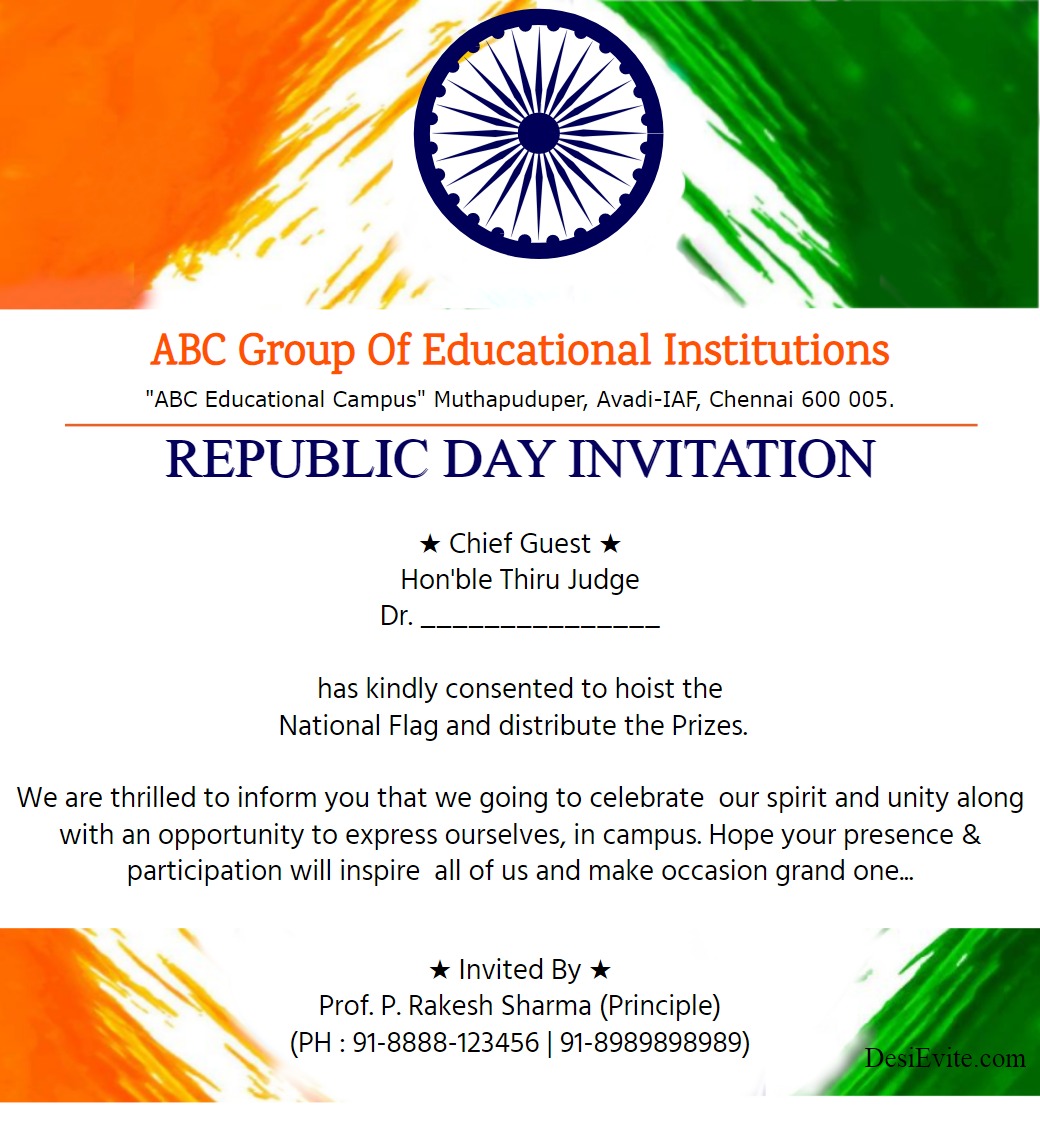 ABC Group Of Educational Institutions
"ABC Educational Campus" Muthapuduper, Avadi-IAF, Chennai 600 005.
REPUBLIC DAY INVITATION
★ Chief Guest ★
Hon'ble Thiru Judge
Dr. _______________
has kindly consented to hoist the
National Flag and distribute the Prizes.
We are thrilled to inform you that we going to celebrate  our spirit and unity along
with an opportunity to express ourselves, in campus. Hope your presence &
participation will inspire  all of us and make occasion grand one...
★ Invited By ★
Prof. P. Rakesh Sharma (Principle)
(PH : 91-8888-123456 | 91-8989898989)
DesiEvite.com